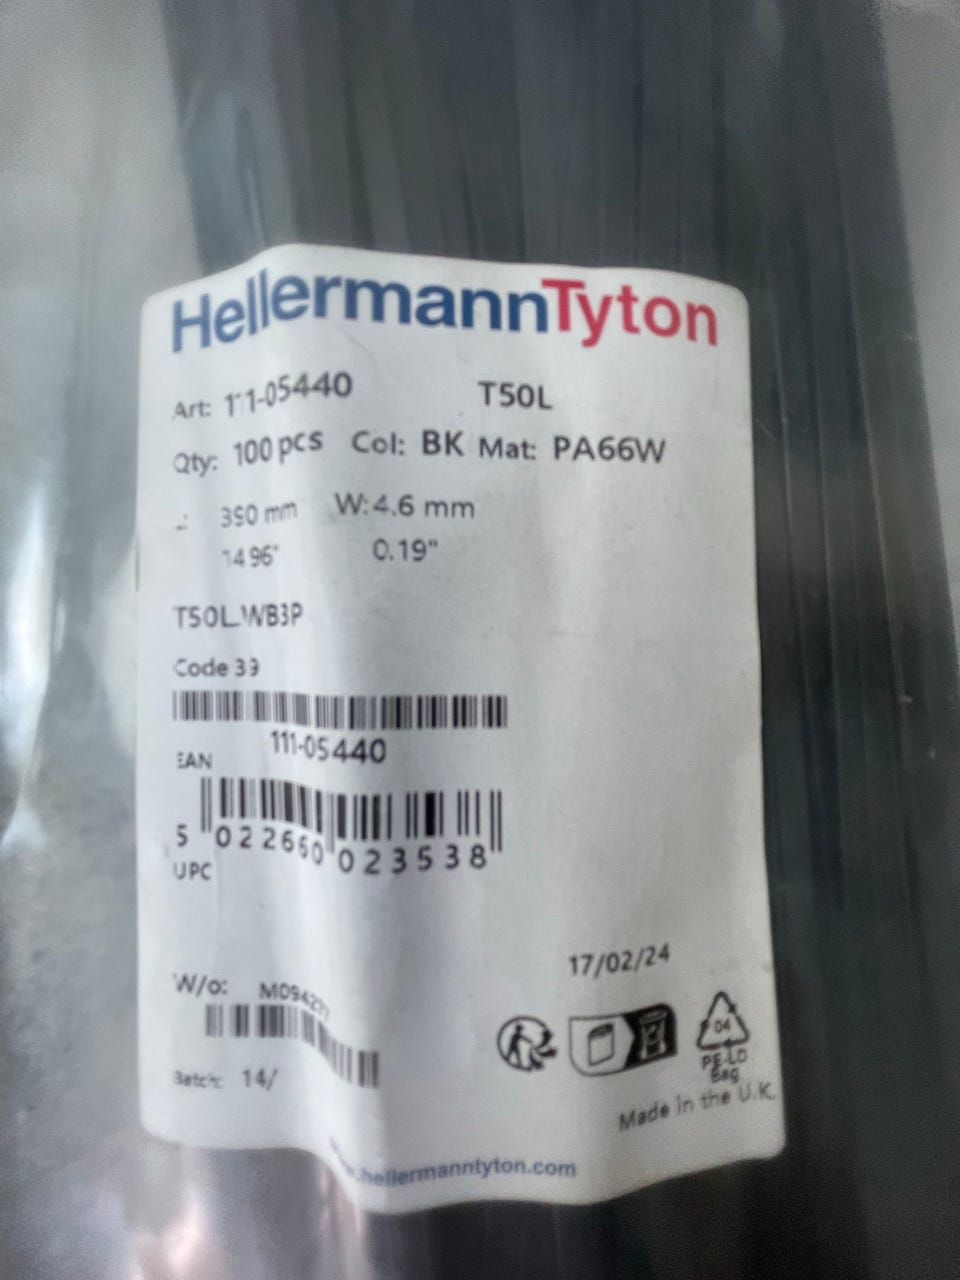 HellermannTyton
Art: 111-05440 T50L
Qty: 100 pcs Col: BK Mat: PA66W
390 mm W: 4.6 mm
14.96" 0.19"
T50L WB3P
Code 39
111-05440
EAN
5 022660 023538
UPC
17/02/24
W/o:
04
PE-LD
Bag
Batch: 14/
Made in the U.K.
.hellermanntyton.com